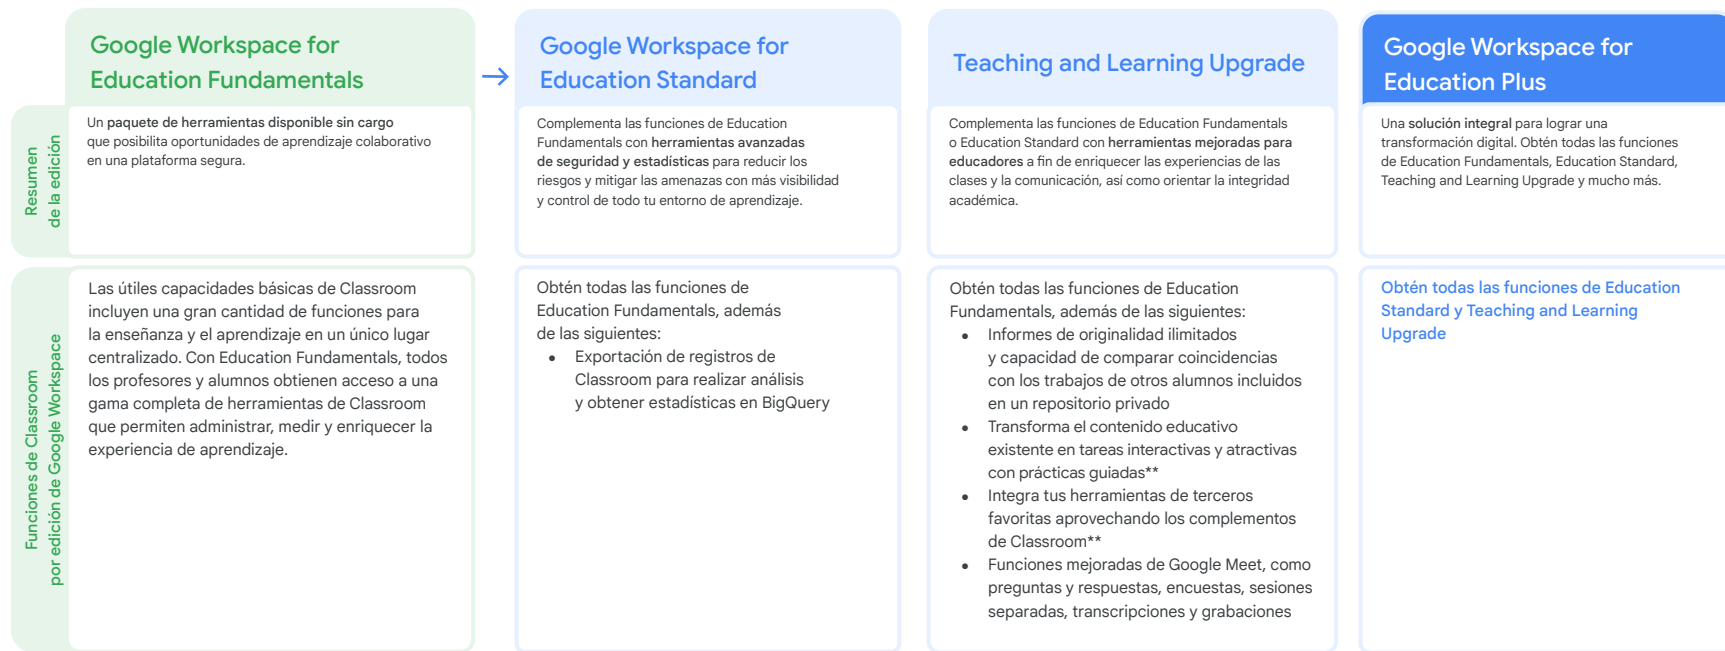 Google Workspace for
Education Fundamentals
→
Google Workspace for
Education Standard
Teaching and Learning Upgrade
Google Workspace for
Education Plus
Resumen
de la edición
Un paquete de herramientas disponible sin cargo
que posibilita oportunidades de aprendizaje colaborativo
en una plataforma segura.
Complementa las funciones de Education
Fundamentals con herramientas avanzadas
de seguridad y estadísticas para reducir los
riesgos y mitigar las amenazas con más visibilidad
y control de todo tu entorno de aprendizaje.
Complementa las funciones de Education Fundamentals
o Education Standard con herramientas mejoradas para
educadores a fin de enriquecer las experiencias de las
clases y la comunicación, así como orientar la integridad
académica.
Una solución integral para lograr una
transformación digital. Obtén todas las funciones
de Education Fundamentals, Education Standard,
Teaching and Learning Upgrade y mucho más.
Funciones de Classroom
por edición de Google Workspace
Las útiles capacidades básicas de Classroom
incluyen una gran cantidad de funciones para
la enseñanza y el aprendizaje en un único lugar
centralizado. Con Education Fundamentals, todos
los profesores y alumnos obtienen acceso a una
gama completa de herramientas de Classroom
que permiten administrar, medir y enriquecer la
experiencia de aprendizaje.
Obtén todas las funciones de
Education Fundamentals, además
de las siguientes:
● Exportación de registros de
Classroom para realizar análisis
y obtener estadísticas en BigQuery
Obtén todas las funciones de Education
Fundamentals, además de las siguientes:
● Informes de originalidad ilimitados
y capacidad de comparar coincidencias
con los trabajos de otros alumnos incluidos
en un repositorio privado
● Transforma el contenido educativo
existente en tareas interactivas y atractivas
con prácticas guiadas**
● Integra tus herramientas de terceros
favoritas aprovechando los complementos
de Classroom**
● Funciones mejoradas de Google Meet, como
preguntas y respuestas, encuestas, sesiones
separadas, transcripciones y grabaciones
Obtén todas las funciones de Education
Standard y Teaching and Learning
Upgrade